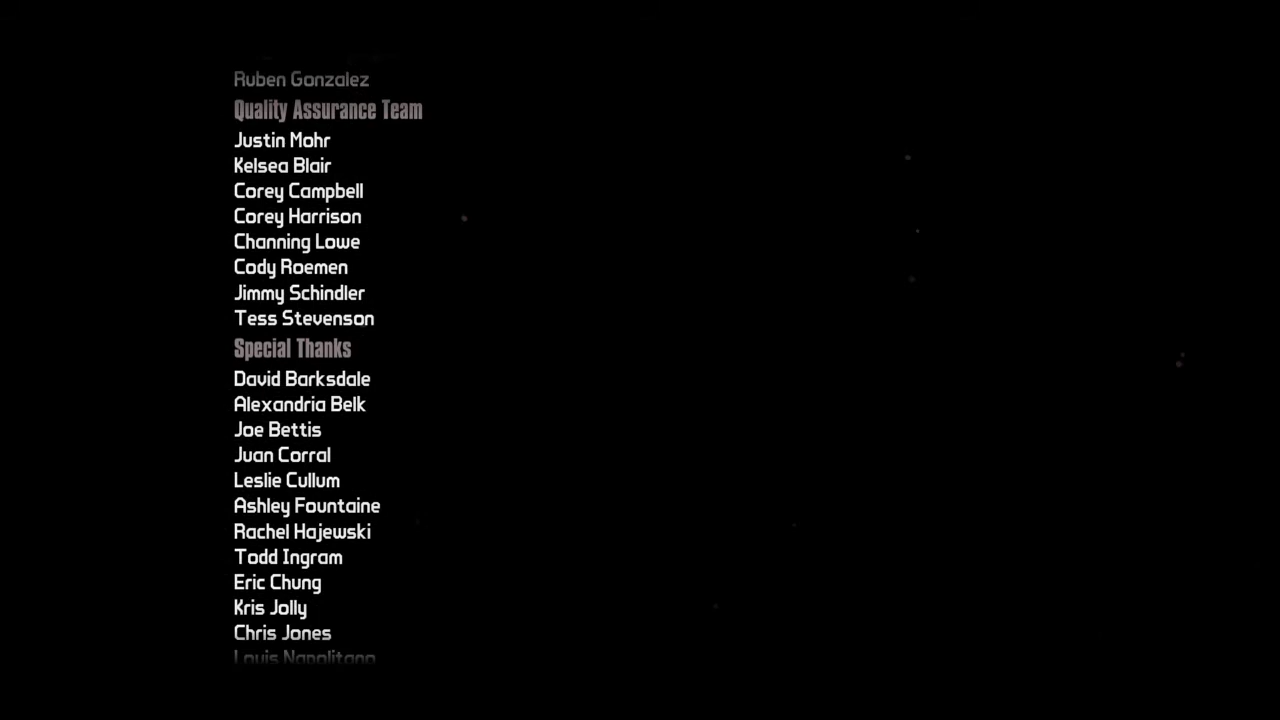 Ruben Gonzalez
Quality Assurance Team
Justin Mohr
Kelsea Blair
Corey Campbell
Corey Harrison
Channing Lowe
Cody Roemen
Jimmy Schindler
Tess Stevenson
Special Thanks
David Barksdale
Alexandria Belk
Joe Bettis
Juan Corral
Leslie Cullum
Ashley Fountaine
Rachel Hajewski
Todd Ingram
Eric Chung
Kris Jolly
Chris Jones
Louis Napolitano